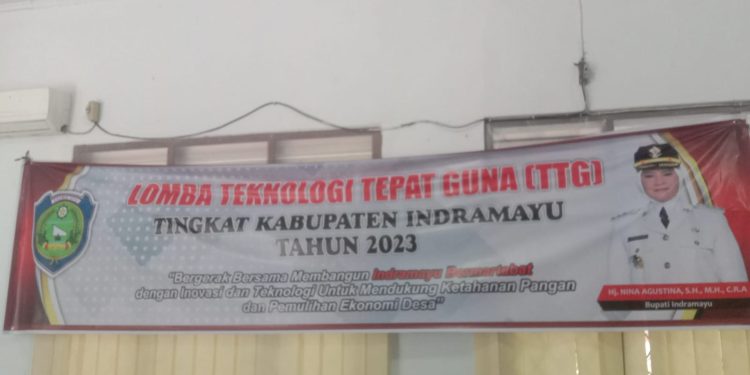 LOMBA TEKNOLOGI TEPAT GUNA (TTG)
TINGKAT KABUPATEN INDRAMAYU
TAHUN 2023
"Bergerak Bersama Membangun Indramayu Bermartabat
dengan Inovasi dan Teknologi Untuk Mendukung Ketahanan Pangan
dan Pemulihan Ekonomi Desa"
Hj. NINA AGUSTINA, S.H., M.H., C.R.A
Bupati Indramayu